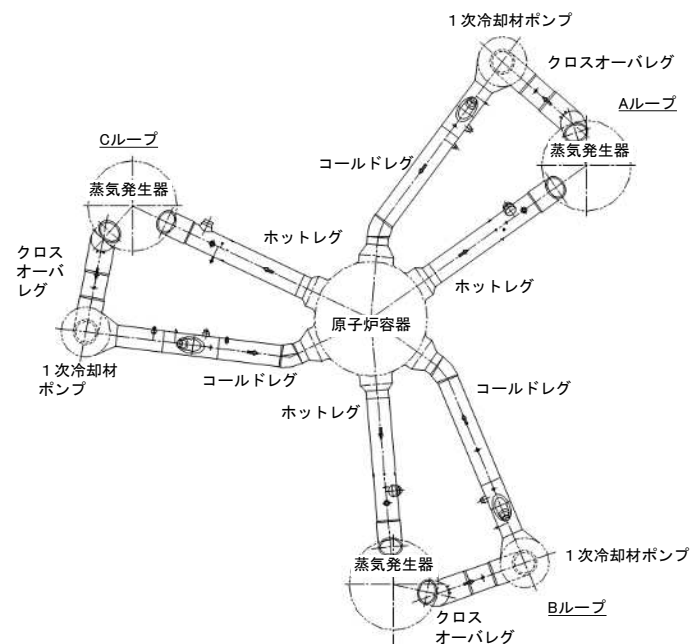 1次冷却材ポンプ
クロスオーバレグ
Aループ
蒸気発生器
コールドレグ
ホットレグ
Cループ
蒸気発生器
ホットレグ
クロス
オーバ
レグ
原子炉容器
1次冷却材
ポンプ
コールドレグ
ホットレグ
コールドレグ
蒸気発生器
1次冷却材ポンプ
Bループ
クロス
オーバレグ